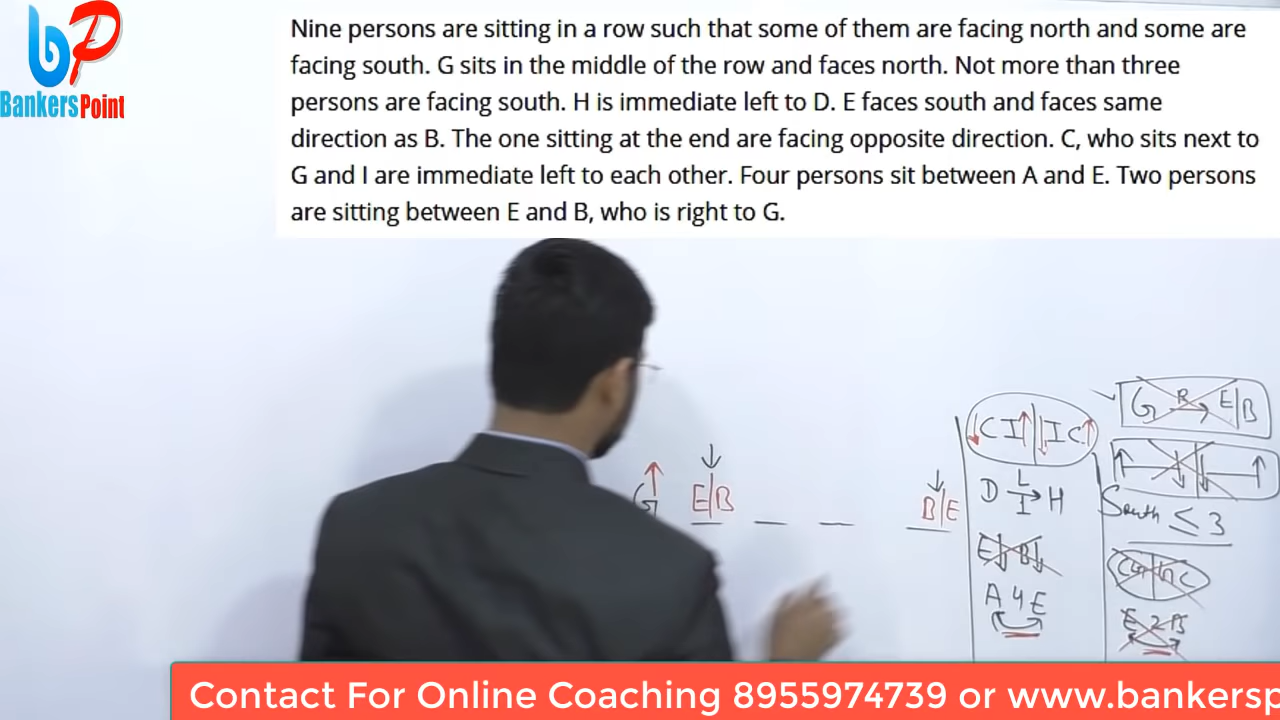 bp
BankersPoint
Nine persons are sitting in a row such that some of them are facing north and some are
facing south. G sits in the middle of the row and faces north. Not more than three
persons are facing south. H is immediate left to D. E faces south and faces same
direction as B. The one sitting at the end are facing opposite direction. C, who sits next to
G and I are immediate left to each other. Four persons sit between A and E. Two persons
are sitting between E and B, who is right to G.
G R E|B
C I | I C
G E|B B|E
D L I H
South ≤ 3
E B
CG|GC
A 4 E
E 2 B
Contact For Online Coaching 8955974739 or www.bankersp